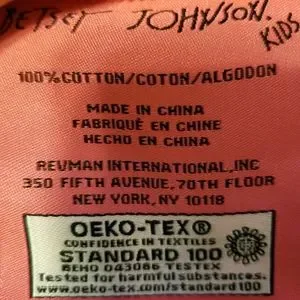 BETSEY JOHNSON.
KIDS
100% COTTON/COTON/ALGODON
MADE IN CHINA
FABRIQUÉ EN CHINE
HECHO EN CHINA
REVMAN INTERNATIONAL, INC
350 FIFTH AVENUE, 70TH FLOOR
NEW YORK, NY 10118
OEKO-TEX®
CONFIDENCE IN TEXTILES
STANDARD 100
BEHO 043086 TESTEX
Tested for harmful substances.
www.oeko-tex.com/standard100